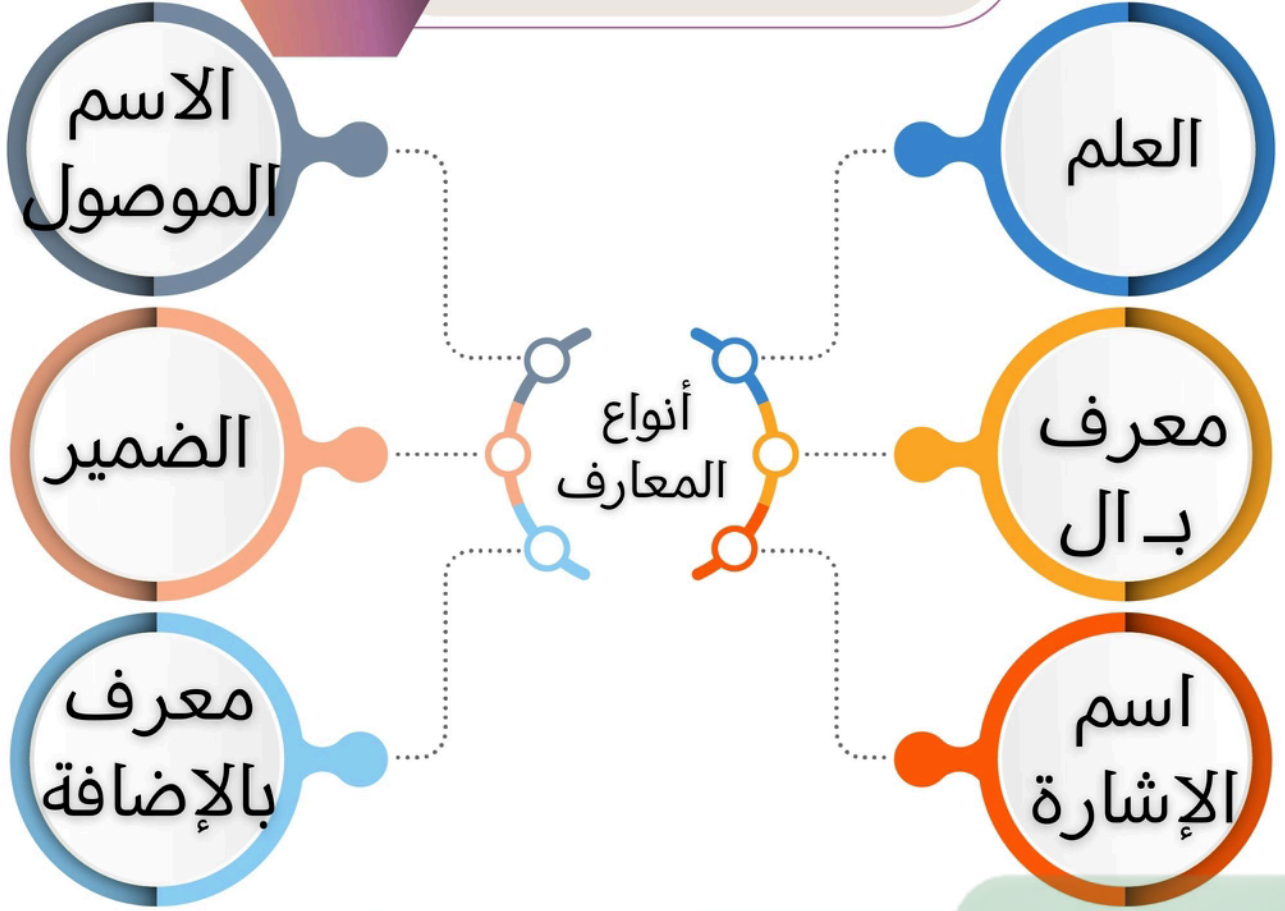 أنواع
المعارف
العلم
معرف
بـ ال
اسم
الإشارة
الاسم
الموصول
الضمير
معرف
بالإضافة